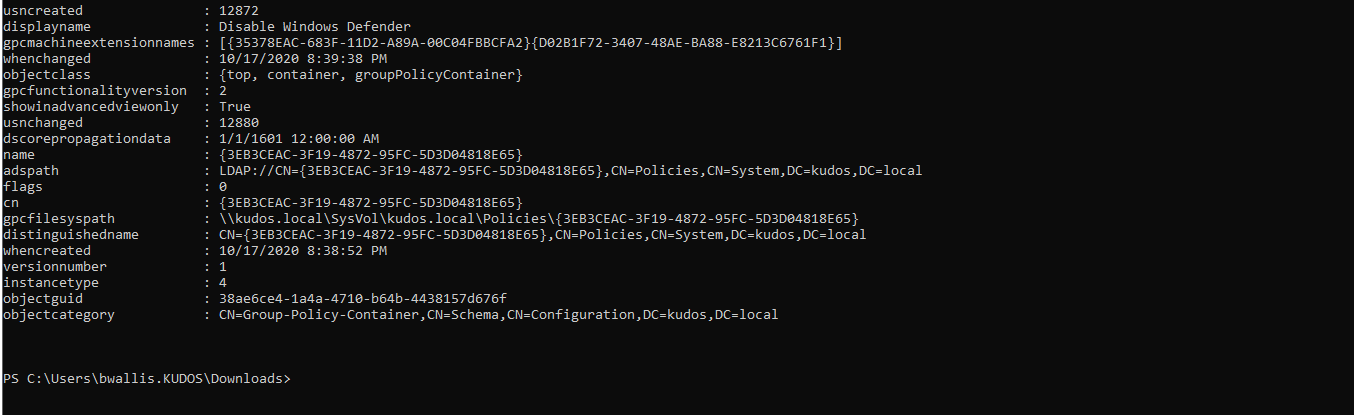 usncreated : 12872
displayname : Disable Windows Defender
gpcmachineextensionnames : [{35378EAC-683F-11D2-A89A-00C04FBBCFA2}{D02B1F72-3407-48AE-BA88-E8213C6761F1}]
whenchanged : 10/17/2020 8:39:38 PM
objectclass : {top, container, groupPolicyContainer}
gpcfunctionalityversion : 2
showinadvancedviewonly : True
usnchanged : 12880
dscorepropagationdata : 1/1/1601 12:00:00 AM
name : {3EB3CEAC-3F19-4872-95FC-5D3D04818E65}
adspath : LDAP://CN={3EB3CEAC-3F19-4872-95FC-5D3D04818E65},CN=Policies,CN=System,DC=kudos,DC=local
flags : 0
cn : {3EB3CEAC-3F19-4872-95FC-5D3D04818E65}
gpcfilesyspath : \\kudos.local\SysVol\kudos.local\Policies\{3EB3CEAC-3F19-4872-95FC-5D3D04818E65}
distinguishedname : CN={3EB3CEAC-3F19-4872-95FC-5D3D04818E65},CN=Policies,CN=System,DC=kudos,DC=local
whencreated : 10/17/2020 8:38:52 PM
versionnumber : 1
instancetype : 4
objectguid : 38ae6ce4-1a4a-4710-b64b-4438157d676f
objectcategory : CN=Group-Policy-Container,CN=Schema,CN=Configuration,DC=kudos,DC=local
PS C:\Users\bwallis.KUDOS\Downloads>